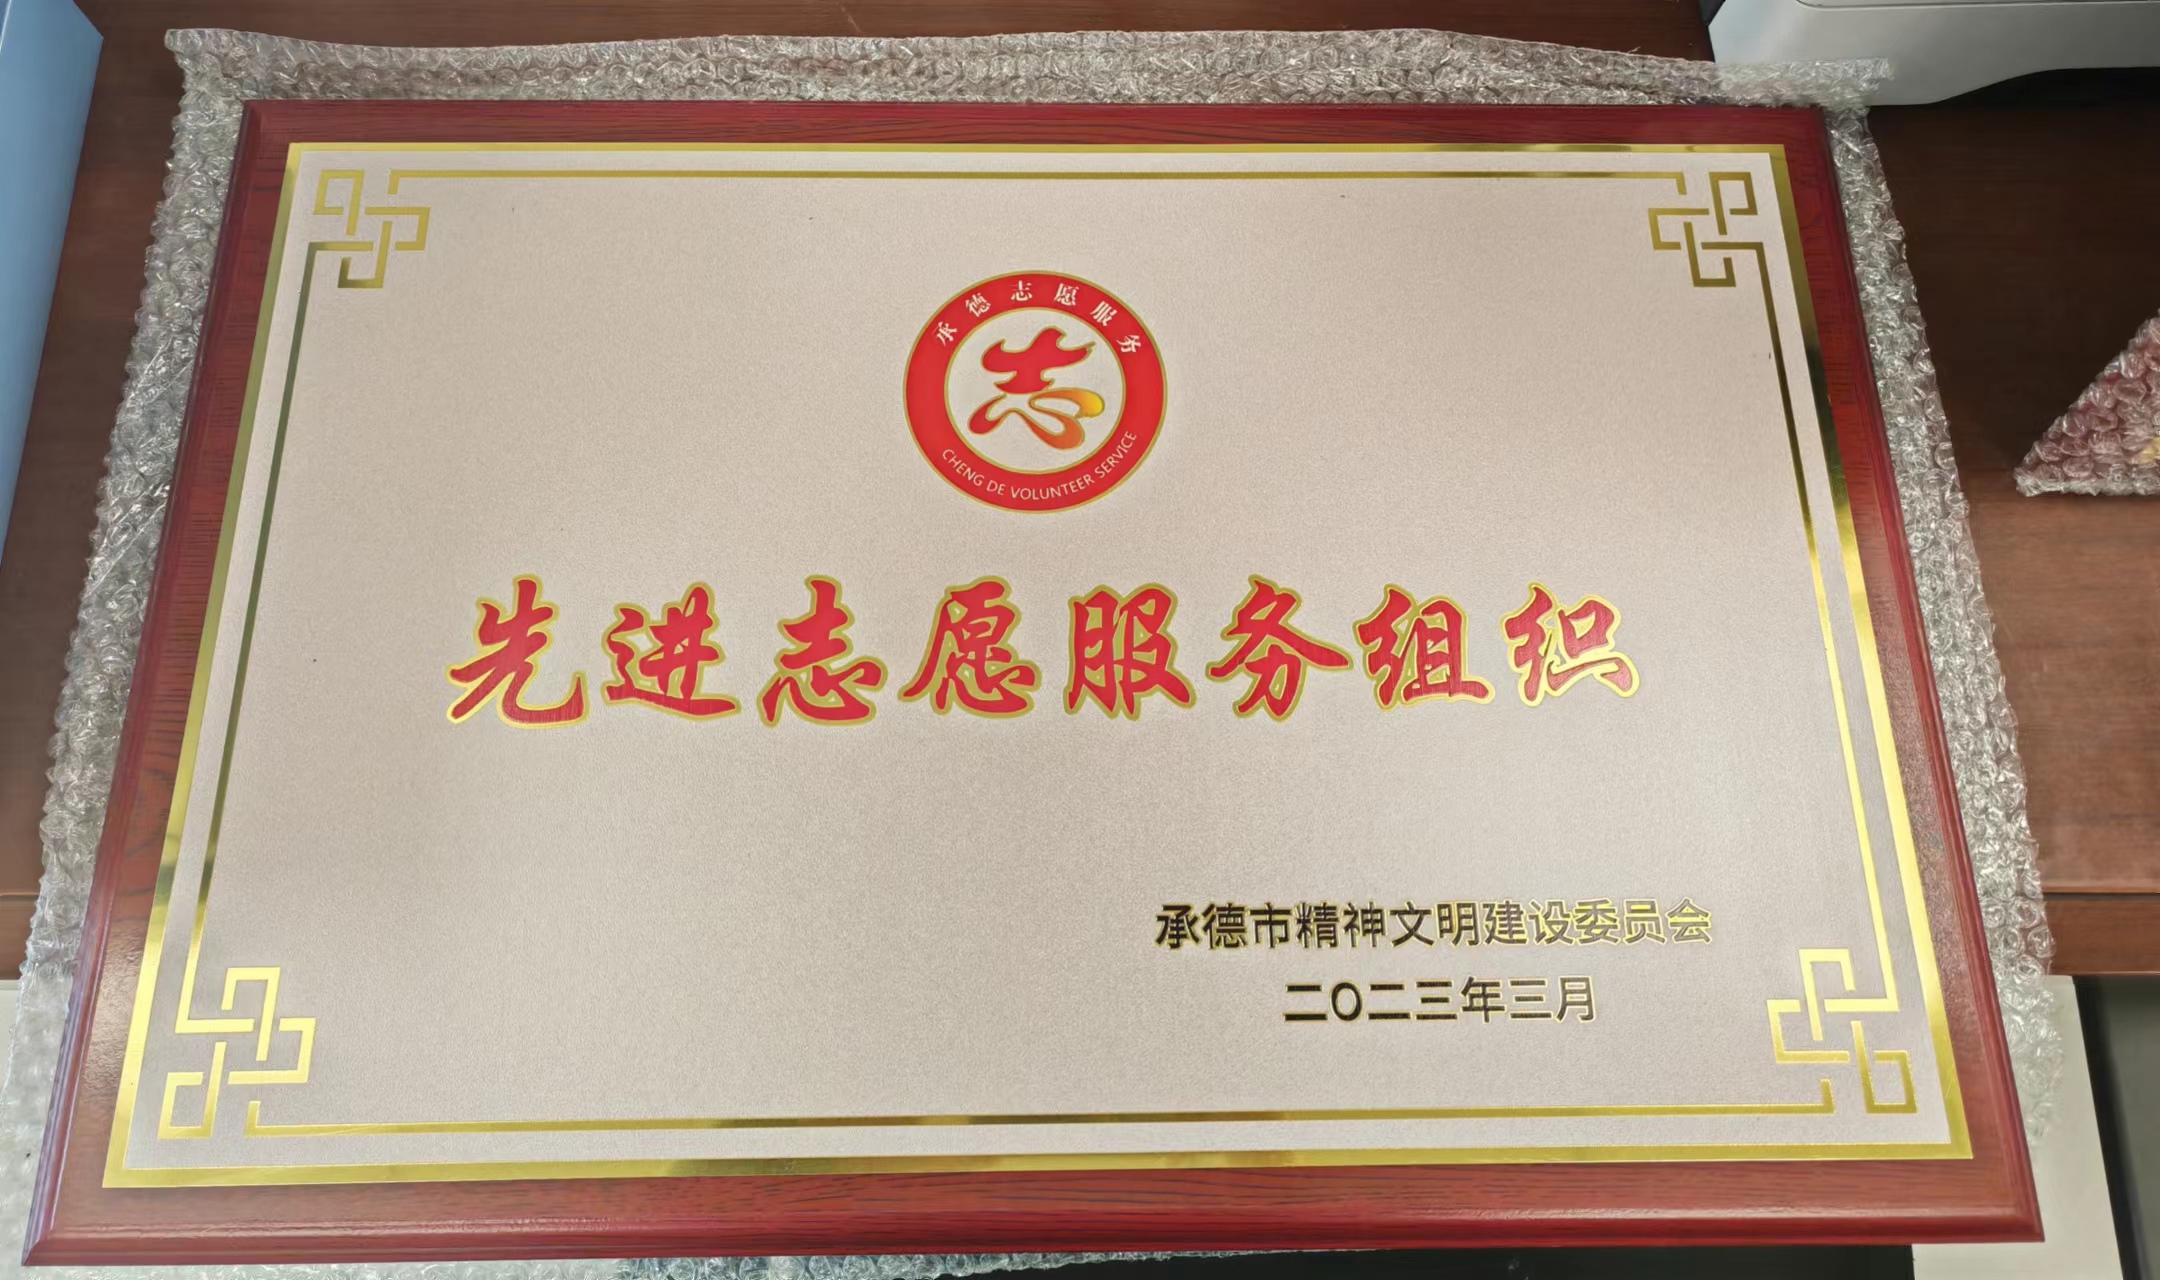 承德志愿服务
志
CHENG DE VOLUNTEER SERVICE
先进志愿服务组织
承德市精神文明建设委员会
二〇二三年三月